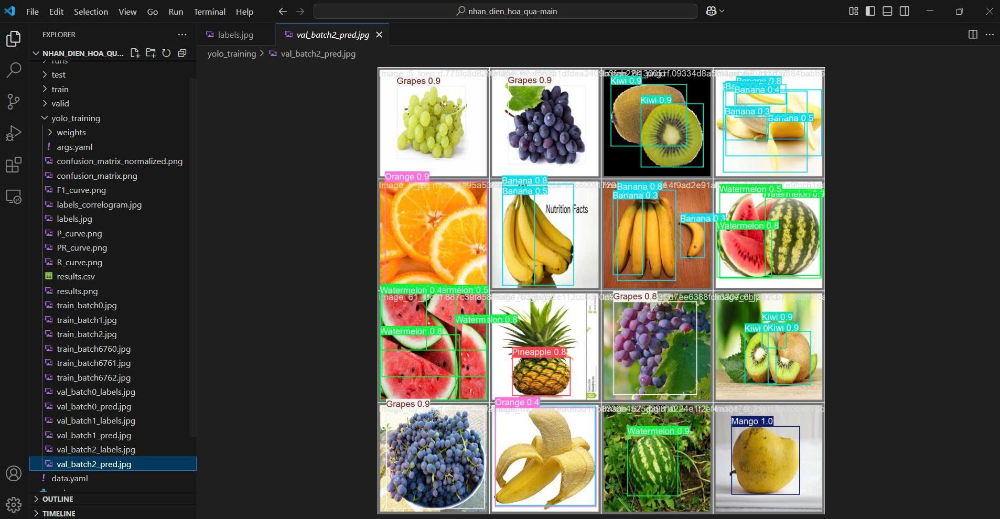 File Edit Selection View Go Run Terminal Help
nhan_dien_hoa_qua-main
EXPLORER
NHAN_DIEN_HOA_QU...
runs
test
train
valid
yolo_training
weights
args.yaml
confusion_matrix_normalized.png
confusion_matrix.png
F1_curve.png
labels_correlogram.jpg
labels.jpg
P_curve.png
PR_curve.png
R_curve.png
results.csv
results.png
train_batch0.jpg
train_batch1.jpg
train_batch2.jpg
train_batch6760.jpg
train_batch6761.jpg
train_batch6762.jpg
val_batch0_labels.jpg
val_batch0_pred.jpg
val_batch1_labels.jpg
val_batch1_pred.jpg
val_batch2_labels.jpg
val_batch2_pred.jpg
data.yaml
OUTLINE
TIMELINE
labels.jpg
val_batch2_pred.jpg
yolo_training > val_batch2_pred.jpg
Grapes 0.9
Grapes 0.9
Kiwi 0.9
Kiwi 0.9
Banana 0.8
Banana 0.4
Banana 0.3
Banana 0.5
Orange 0.9
Banana 0.8
Banana 0.5
Nutrition Facts
Banana 0.8
Banana 0.3
Banana 0.3
Watermelon 0.5
Watermelon 0.9
Watermelon 0.8
Watermelon 0.4
ermelon 0.5
Watermelon 0.8
Watermelon 0.8
Pineapple 0.8
Grapes 0.8
Kiwi 0.9
Kiwi 0
Kiwi 0.9
Grapes 0.9
Orange 0.4
Watermelon 0.9
Mango 1.0